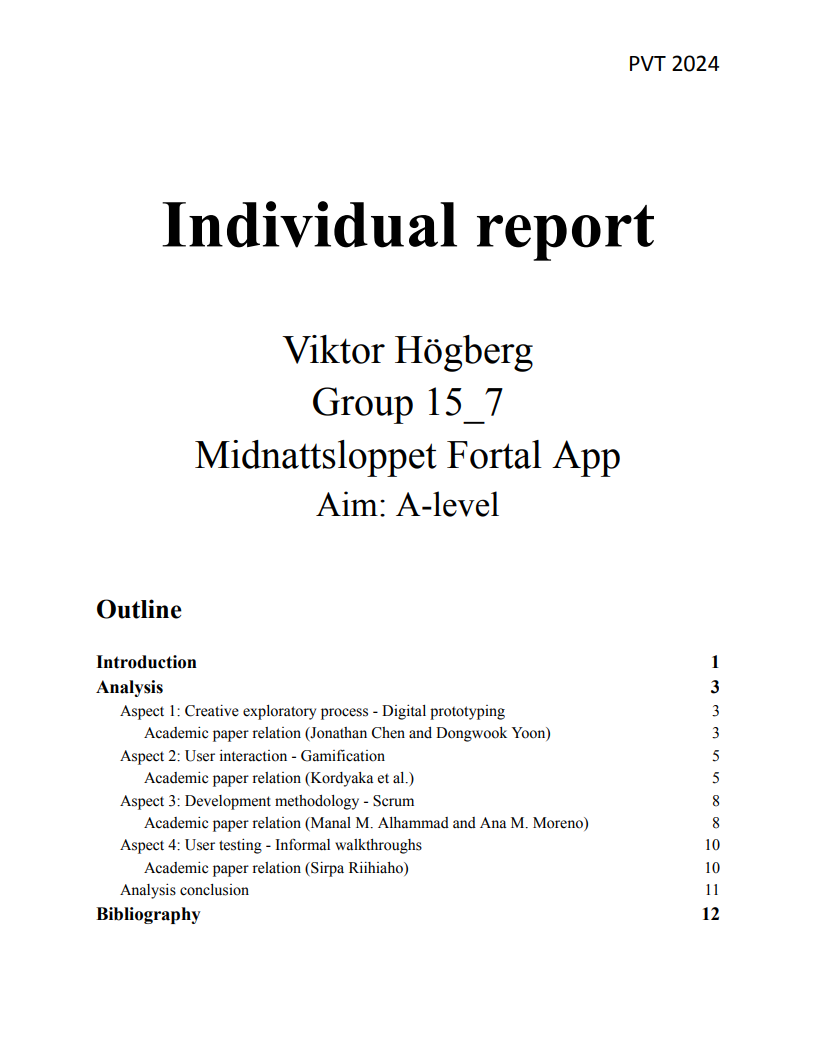 PVT 2024
Individual report
Viktor Högberg
Group 15_7
Midnattsloppet Fortal App
Aim: A-level
Outline
Introduction 1
Analysis 3
Aspect 1: Creative exploratory process - Digital prototyping 3
Academic paper relation (Jonathan Chen and Dongwook Yoon) 3
Aspect 2: User interaction - Gamification 5
Academic paper relation (Kordyaka et al.) 5
Aspect 3: Development methodology - Scrum 8
Academic paper relation (Manal M. Alhammad and Ana M. Moreno) 8
Aspect 4: User testing - Informal walkthroughs 10
Academic paper relation (Sirpa Riihiaho) 10
Analysis conclusion 11
Bibliography 12